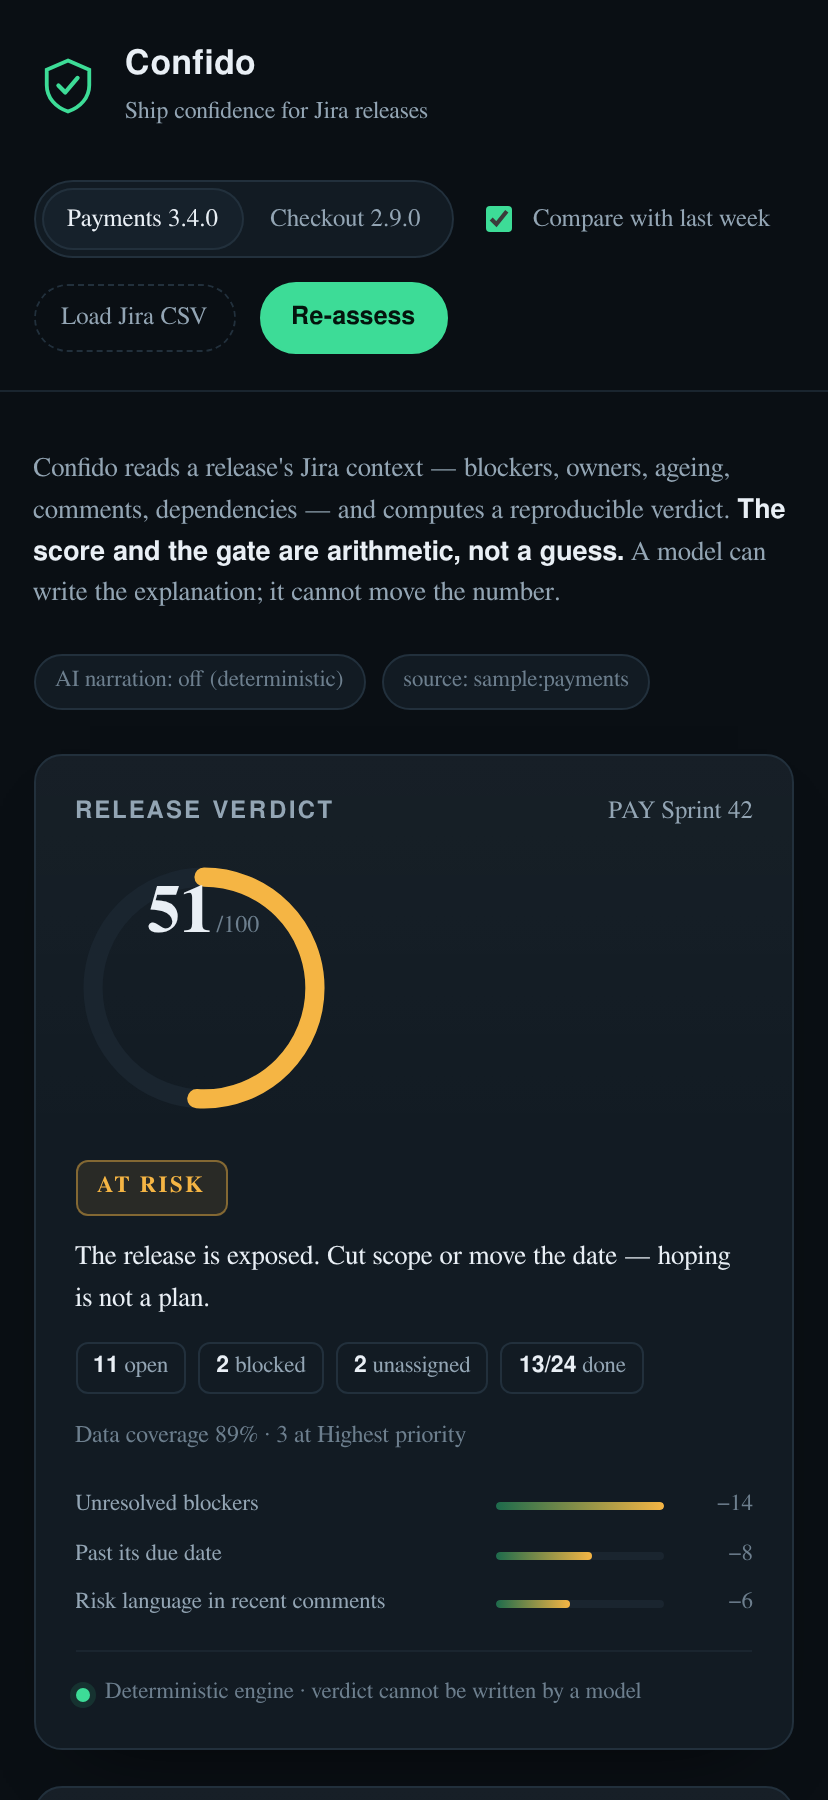 Confido
Ship confidence for Jira releases
Payments 3.4.0
Checkout 2.9.0
Compare with last week
Load Jira CSV
Re-assess
Confido reads a release's Jira context — blockers, owners, ageing,
comments, dependencies — and computes a reproducible verdict. The
score and the gate are arithmetic, not a guess. A model can
write the explanation; it cannot move the number.
AI narration: off (deterministic)
source: sample:payments
RELEASE VERDICT
PAY Sprint 42
51/100
AT RISK
The release is exposed. Cut scope or move the date — hoping
is not a plan.
11 open
2 blocked
2 unassigned
13/24 done
Data coverage 89% · 3 at Highest priority
Unresolved blockers −14
Past its due date −8
Risk language in recent comments −6
Deterministic engine · verdict cannot be written by a model